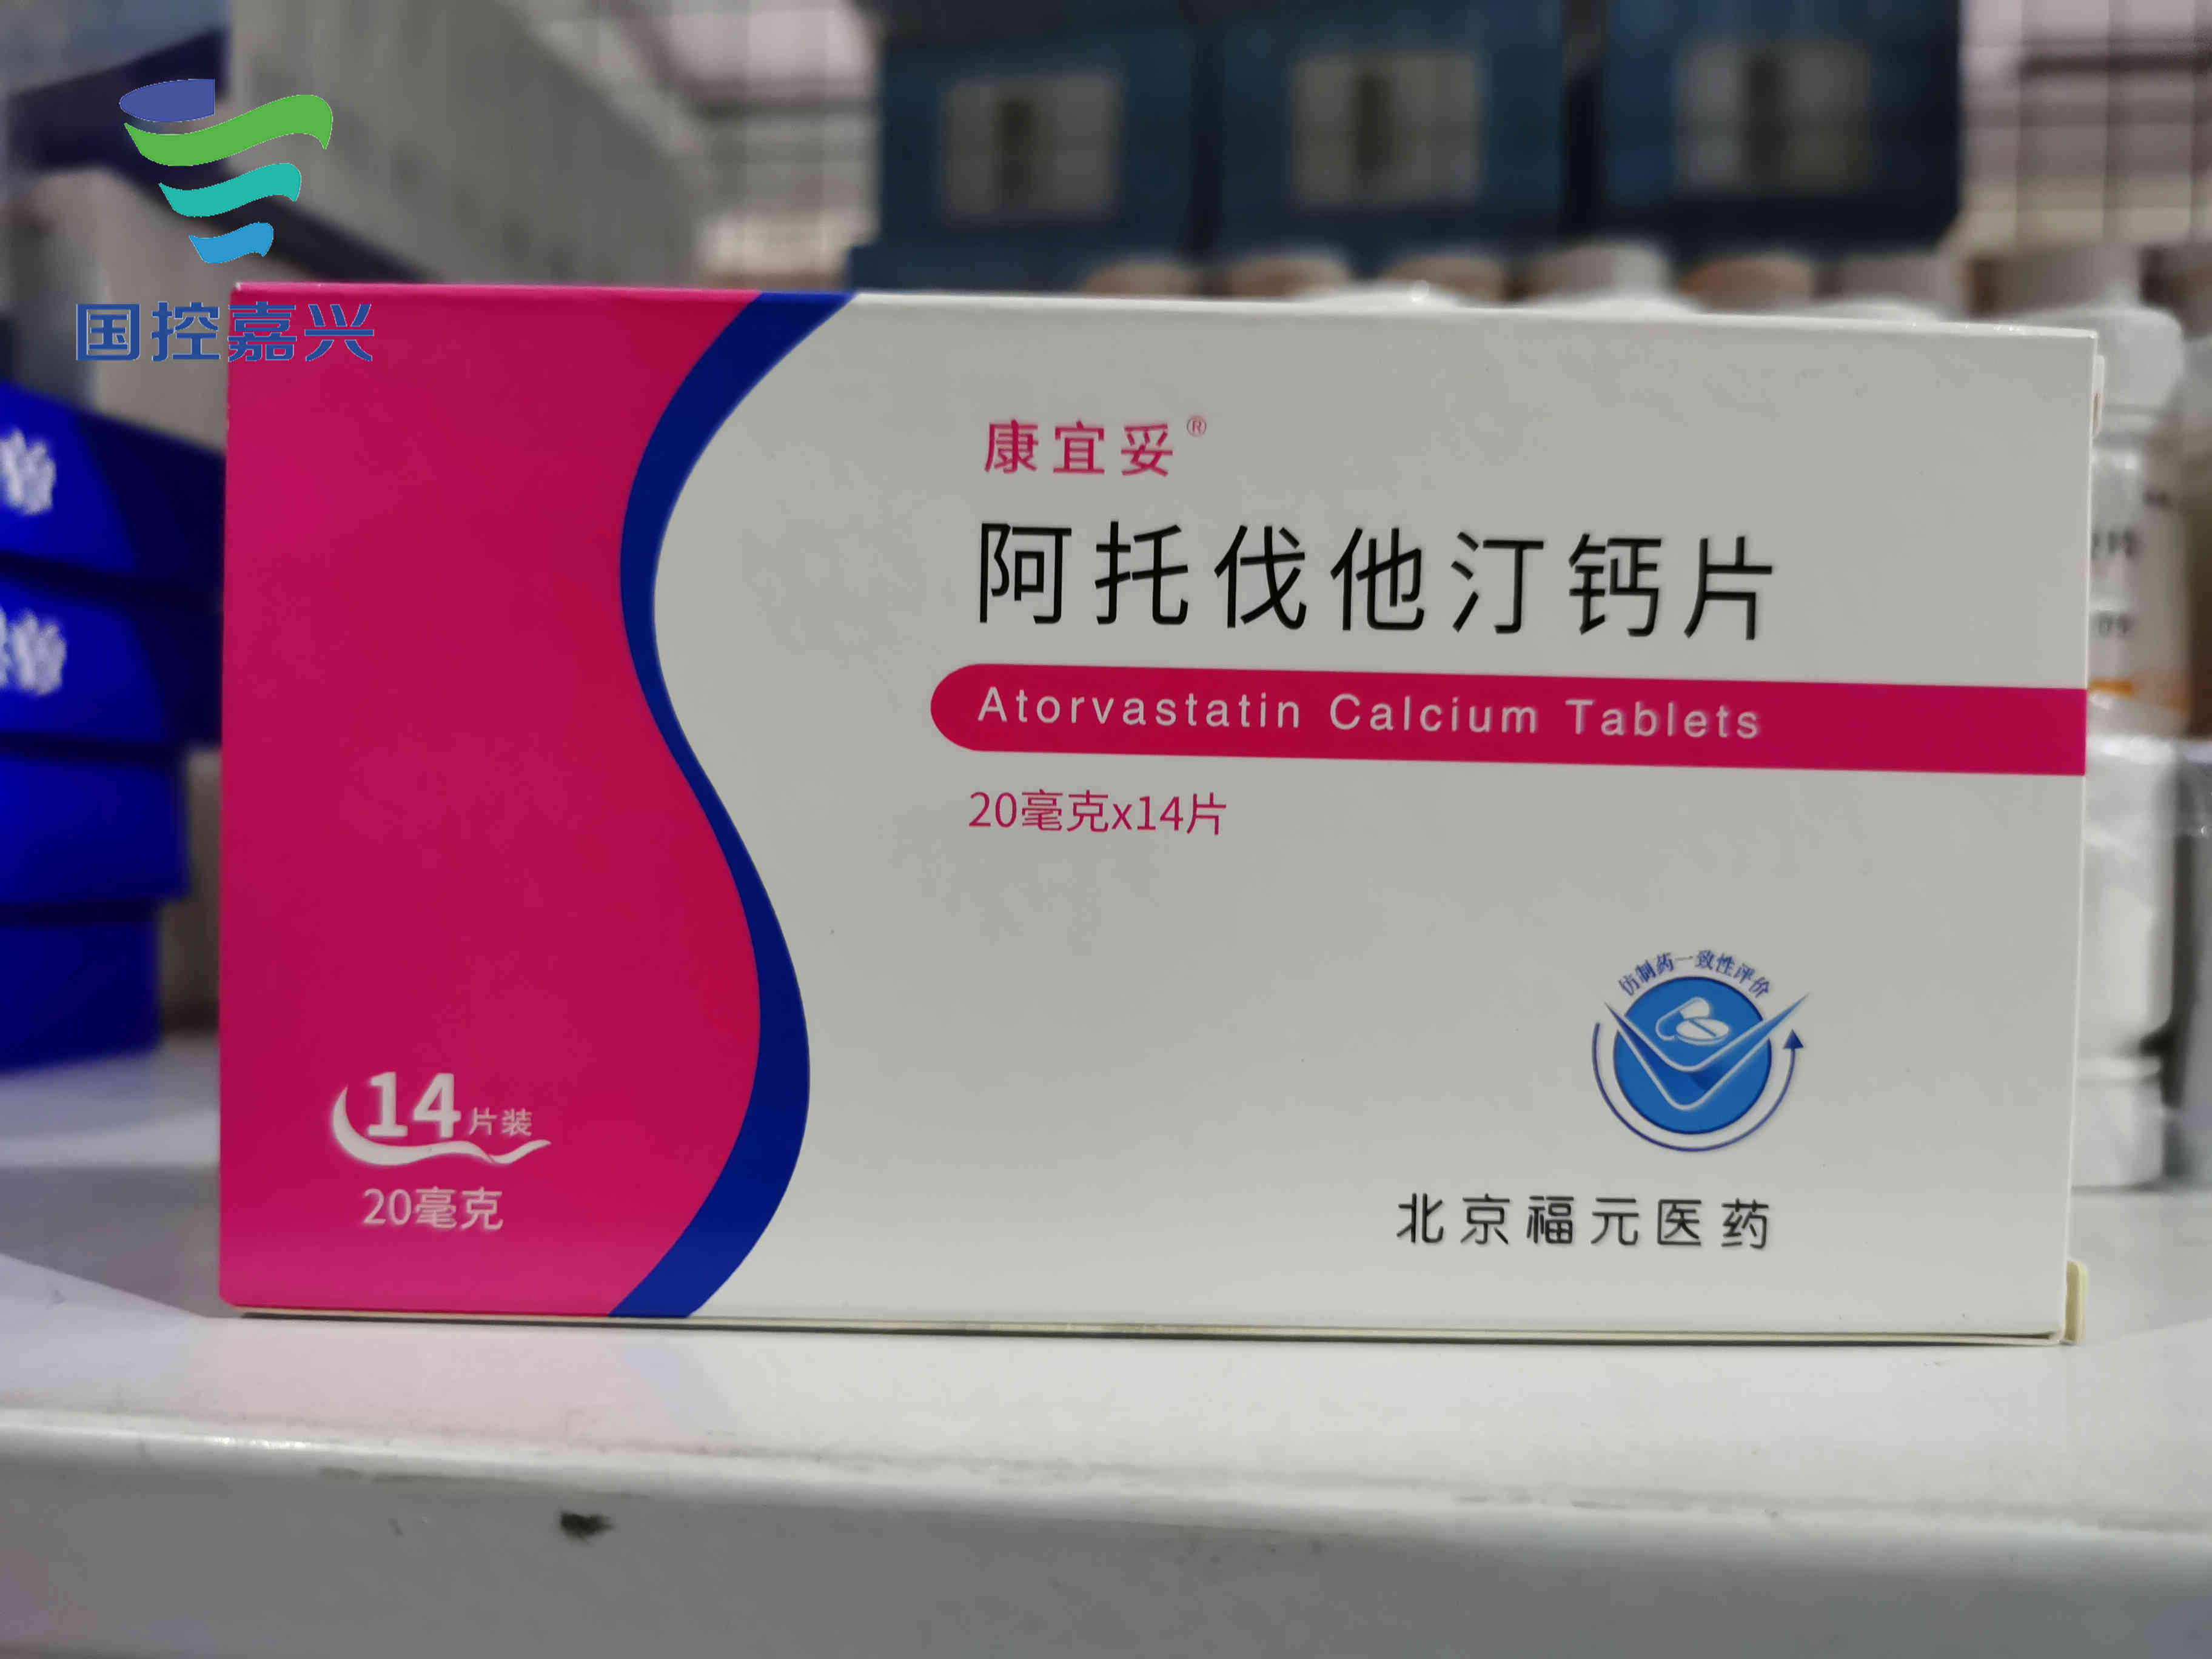 国控嘉兴
康宜妥®
阿托伐他汀钙片
Atorvastatin Calcium Tablets
20毫克x14片
仿制药一致性评价
14片装
20毫克
北京福元医药